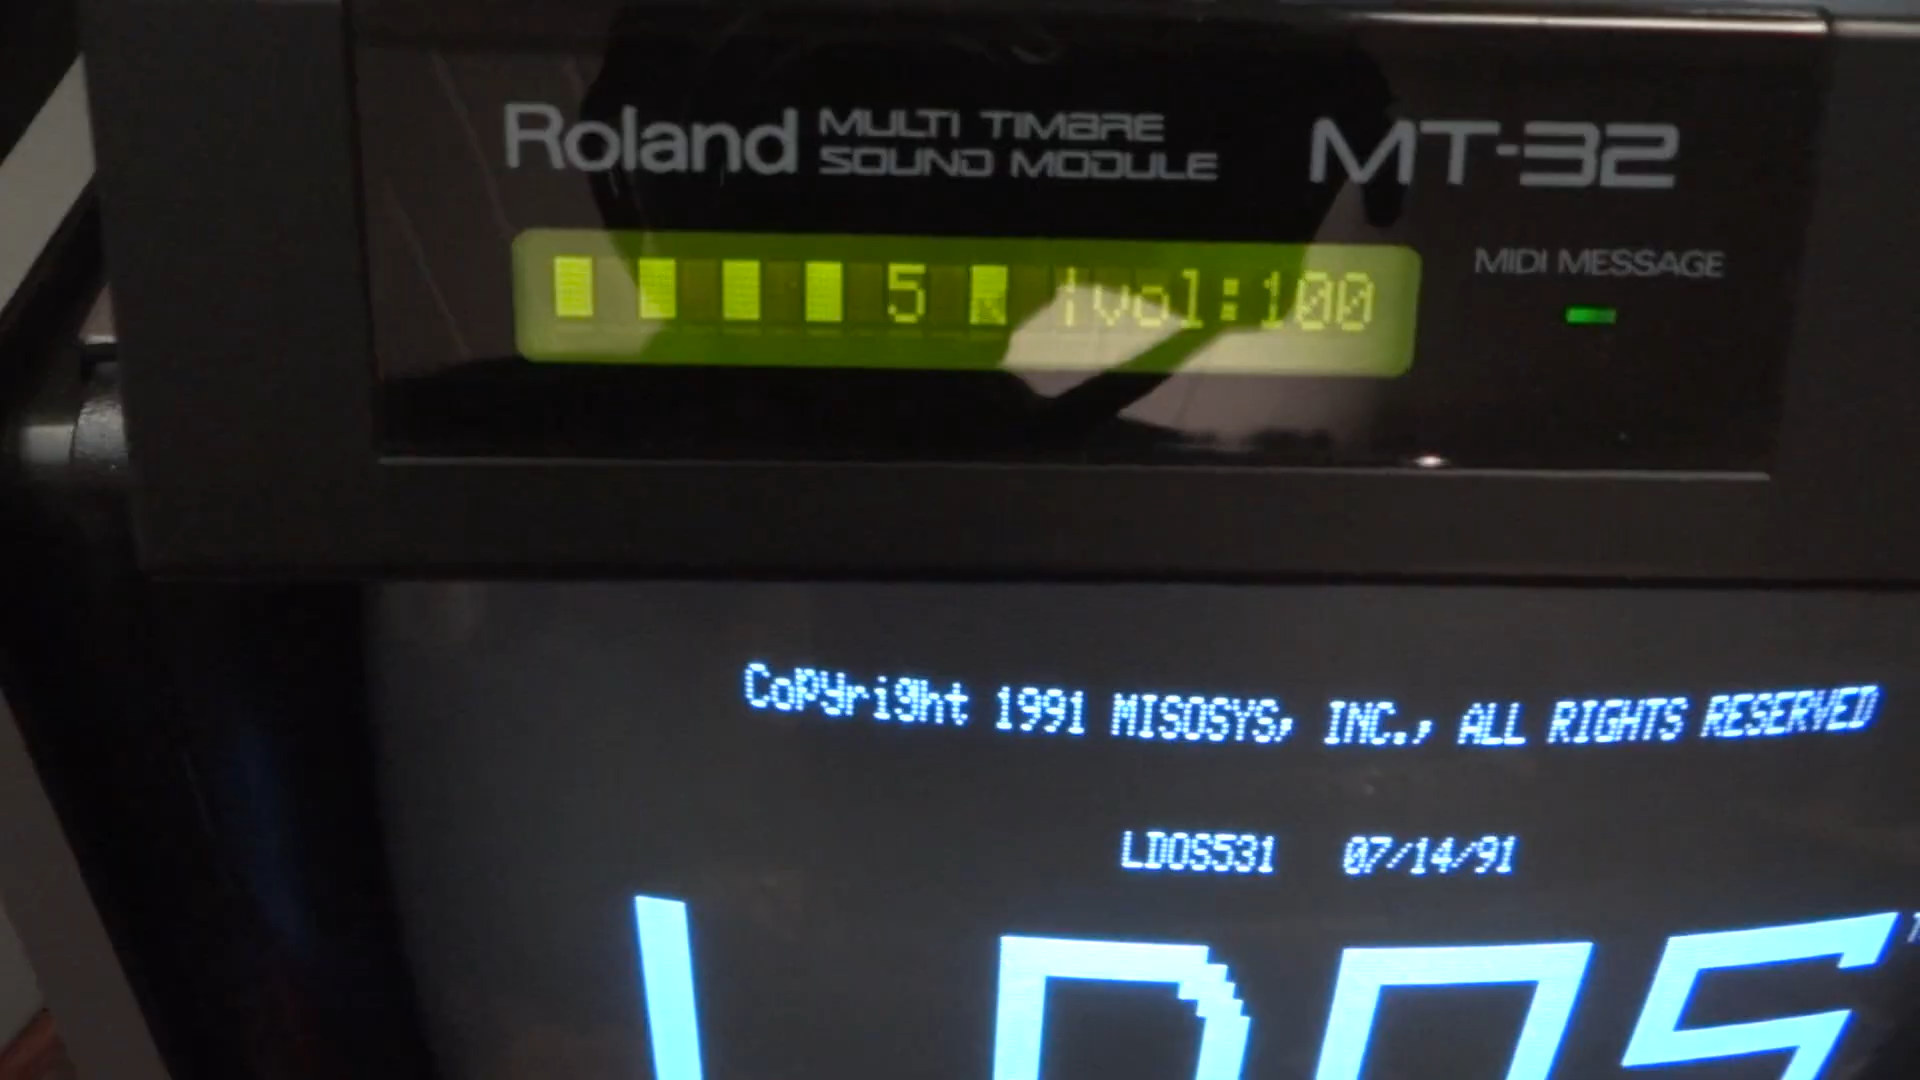 Roland MULTI TIMBRE SOUND MODULE MT-32
5 |vol:100
MIDI MESSAGE
Copyright 1991 MISOSYS, INC., ALL RIGHTS RESERVED
LDOS531 07/14/91
LDOS